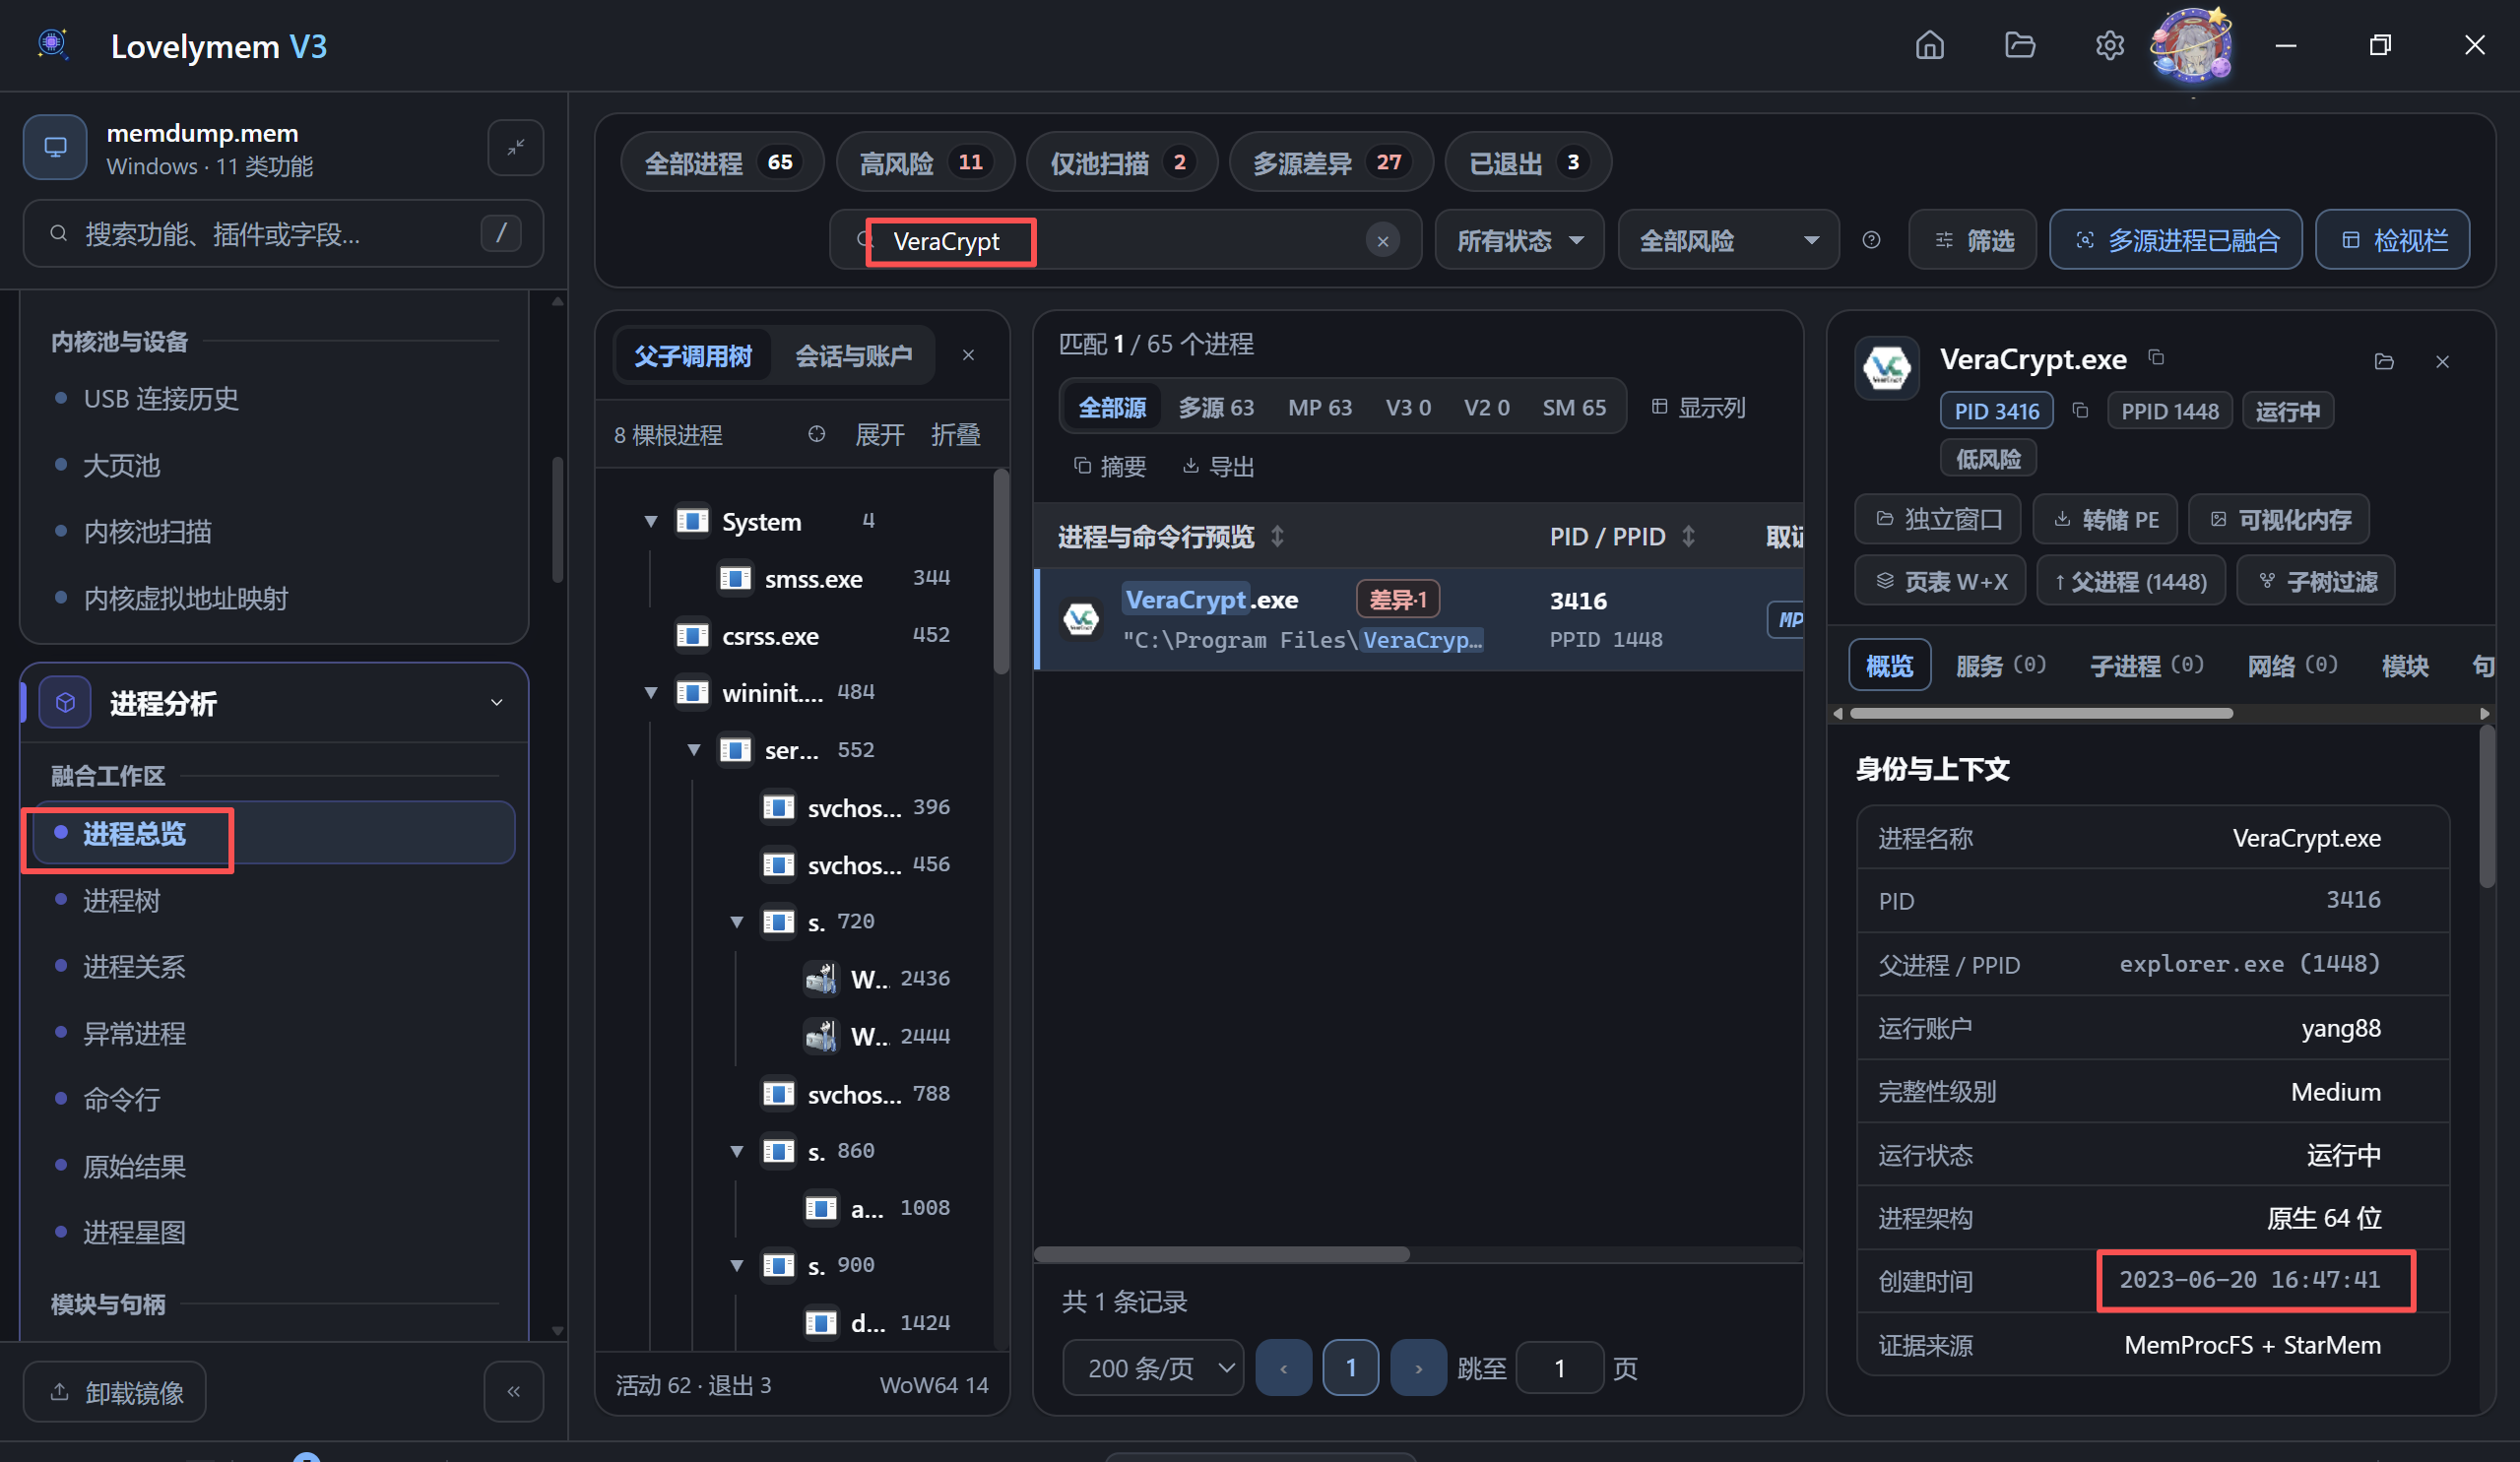 Lovelymem V3
memdump.mem
Windows · 11 类功能
搜索功能、插件或字段...
/
内核池与设备
USB 连接历史
大页池
内核池扫描
内核虚拟地址映射
进程分析
融合工作区
进程总览
进程树
进程关系
异常进程
命令行
原始结果
进程星图
模块与句柄
卸载镜像
«
全部进程 65
高风险 11
仅池扫描 2
多源差异 27
已退出 3
VeraCrypt
所有状态
全部风险
筛选
多源进程已融合
检视栏
父子调用树
会话与账户
8 棵根进程
展开
折叠
System 4
smss.exe 344
csrss.exe 452
wininit.... 484
ser... 552
svchos... 396
svchos... 456
s. 720
W... 2436
W... 2444
svchos... 788
s. 860
a... 1008
s. 900
d... 1424
活动 62 · 退出 3
WoW64 14
匹配 1 / 65 个进程
全部源
多源 63
MP 63
V3 0
V2 0
SM 65
显示列
摘要
导出
进程与命令行预览
PID / PPID
VeraCrypt.exe
差异·1
3416
MP
"C:\Program Files\VeraCryp…
PPID 1448
共 1 条记录
200 条/页
‹
1
›
跳至
1
页
VeraCrypt.exe
PID 3416
PPID 1448
运行中
低风险
独立窗口
转储 PE
可视化内存
页表 W+X
↑ 父进程 (1448)
子树过滤
概览
服务 (0)
子进程 (0)
网络 (0)
模块
身份与上下文
进程名称 VeraCrypt.exe
PID 3416
父进程 / PPID explorer.exe (1448)
运行账户 yang88
完整性级别 Medium
运行状态 运行中
进程架构 原生 64 位
创建时间 2023-06-20 16:47:41
证据来源 MemProcFS + StarMem